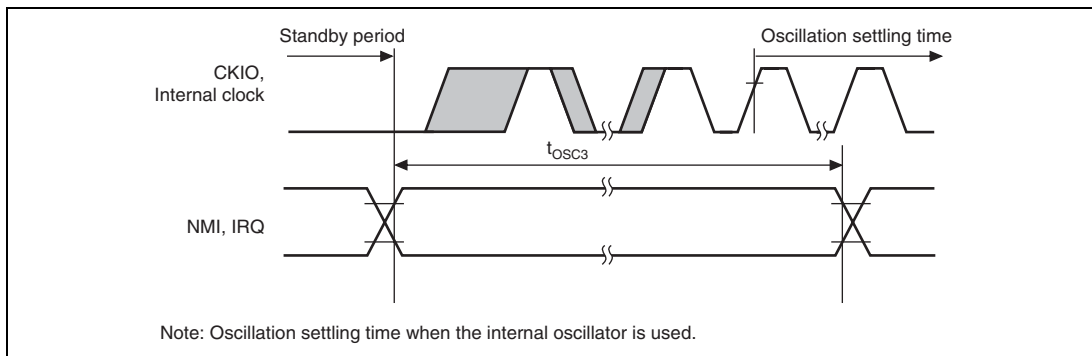 Standby period
Oscillation settling time
CKIO,
Internal clock
tOSC3
NMI, IRQ
Note: Oscillation settling time when the internal oscillator is used.